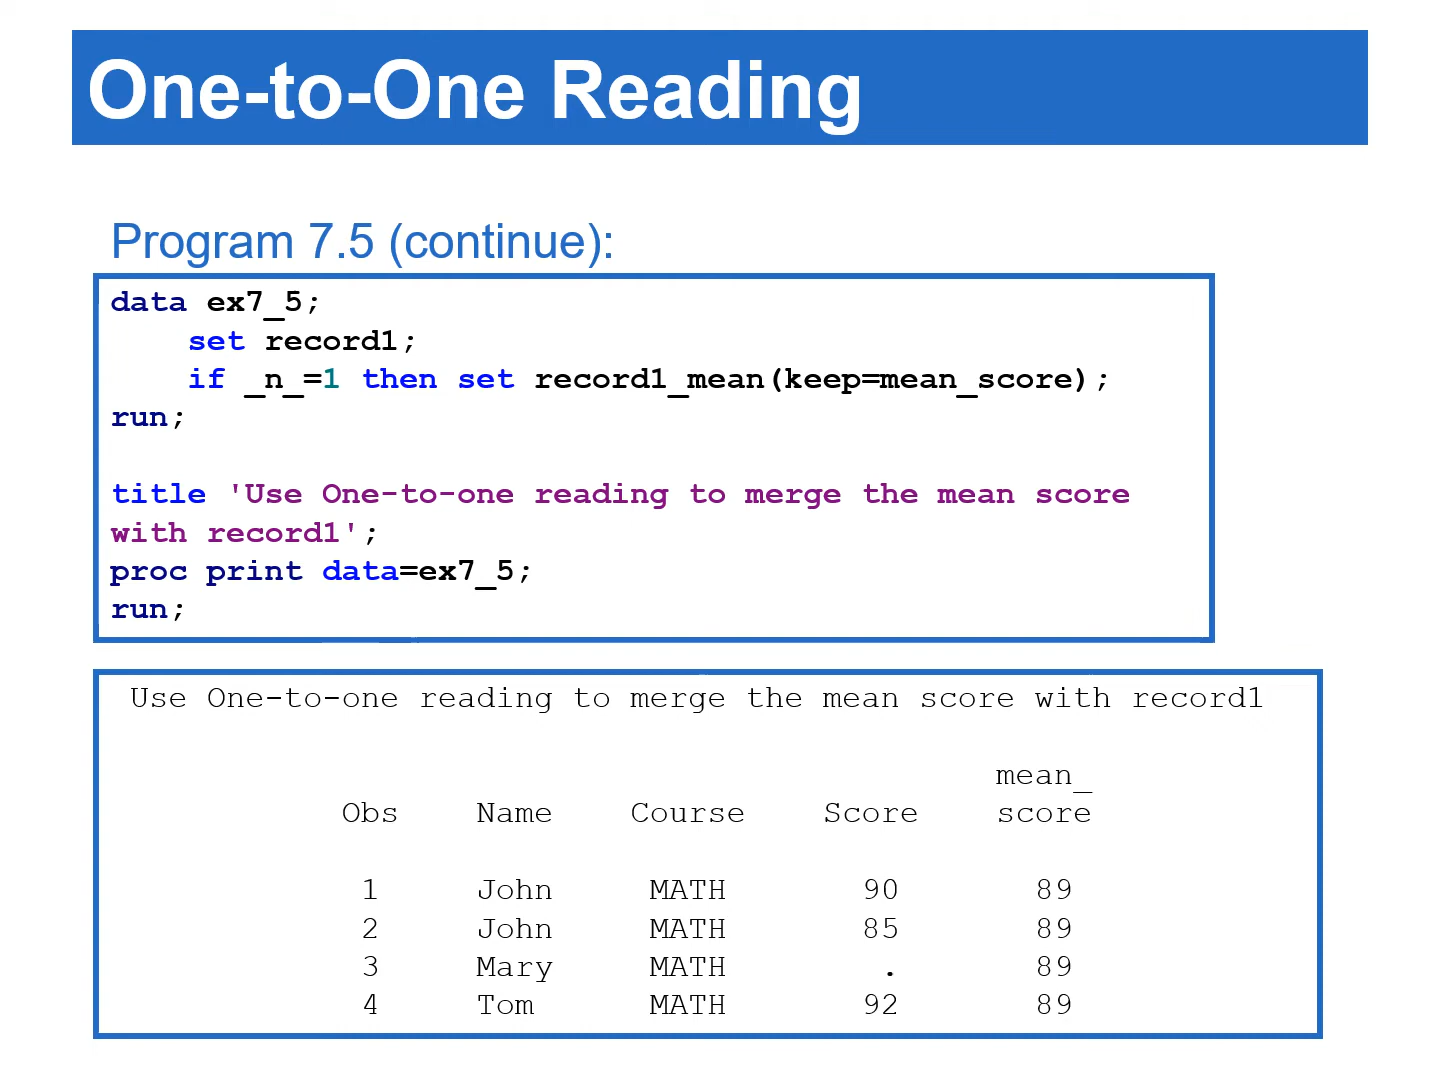 One-to-One Reading
Program 7.5 (continue):
data ex7_5;
set record1;
if _n_=1 then set record1_mean(keep=mean_score);
run;
title 'Use One-to-one reading to merge the mean score
with record1';
proc print data=ex7_5;
run;
Use One-to-one reading to merge the mean score with record1
mean_
Obs Name Course Score score
1 John MATH 90 89
2 John MATH 85 89
3 Mary MATH . 89
4 Tom MATH 92 89